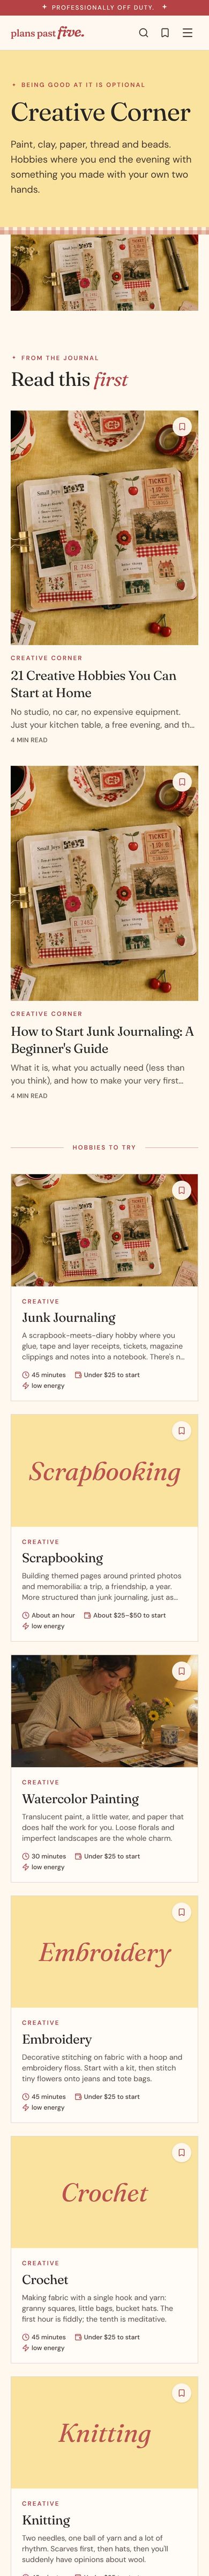 PROFESSIONALLY OFF DUTY.
plans past five.
BEING GOOD AT IT IS OPTIONAL
Creative Corner
Paint, clay, paper, thread and beads.
Hobbies where you end the evening with
something you made with your own two
hands.
FROM THE JOURNAL
Read this first
Small Joys
TICKET
CREATIVE CORNER
21 Creative Hobbies You Can
Start at Home
No studio, no car, no expensive equipment.
Just your kitchen table, a free evening, and th...
4 MIN READ
Small Joys
TICKET
CREATIVE CORNER
How to Start Junk Journaling: A
Beginner's Guide
What it is, what you actually need (less than
you think), and how to make your very first...
4 MIN READ
HOBBIES TO TRY
CREATIVE
Junk Journaling
A scrapbook-meets-diary hobby where you
glue, tape and layer receipts, tickets, magazine
clippings and notes into a notebook. There's n...
45 minutes Under $25 to start
low energy
Scrapbooking
CREATIVE
Scrapbooking
Building themed pages around printed photos
and memorabilia: a trip, a friendship, a year.
More structured than junk journaling, just as...
About an hour About $25–$50 to start
low energy
CREATIVE
Watercolor Painting
Translucent paint, a little water, and paper that
does half the work for you. Loose florals and
imperfect landscapes are the whole charm.
30 minutes Under $25 to start
low energy
Embroidery
CREATIVE
Embroidery
Decorative stitching on fabric with a hoop and
embroidery floss. Start with a kit, then stitch
tiny flowers onto jeans and tote bags.
45 minutes Under $25 to start
low energy
Crochet
CREATIVE
Crochet
Making fabric with a single hook and yarn:
granny squares, little bags, bucket hats. The
first hour is fiddly; the tenth is meditative.
45 minutes Under $25 to start
low energy
Knitting
CREATIVE
Knitting
Two needles, one ball of yarn and a lot of
rhythm. Scarves first, then hats, then you'll
suddenly have opinions about wool.